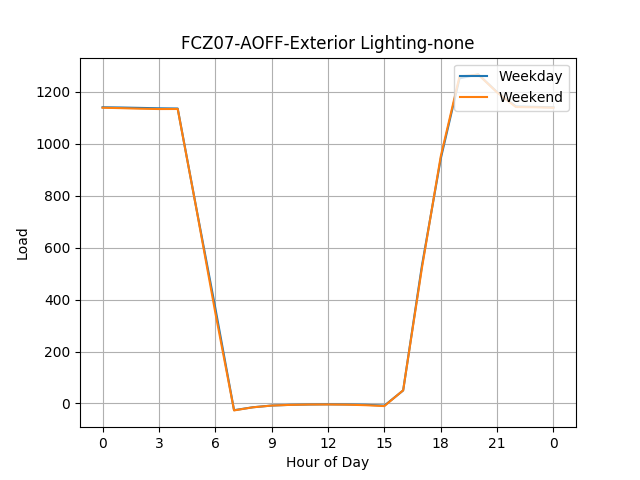 FCZ07-AOFF-Exterior Lighting-none
Weekday
Weekend
1200
1000
800
600
400
200
0
Load
0 3 6 9 12 15 18 21 0
Hour of Day